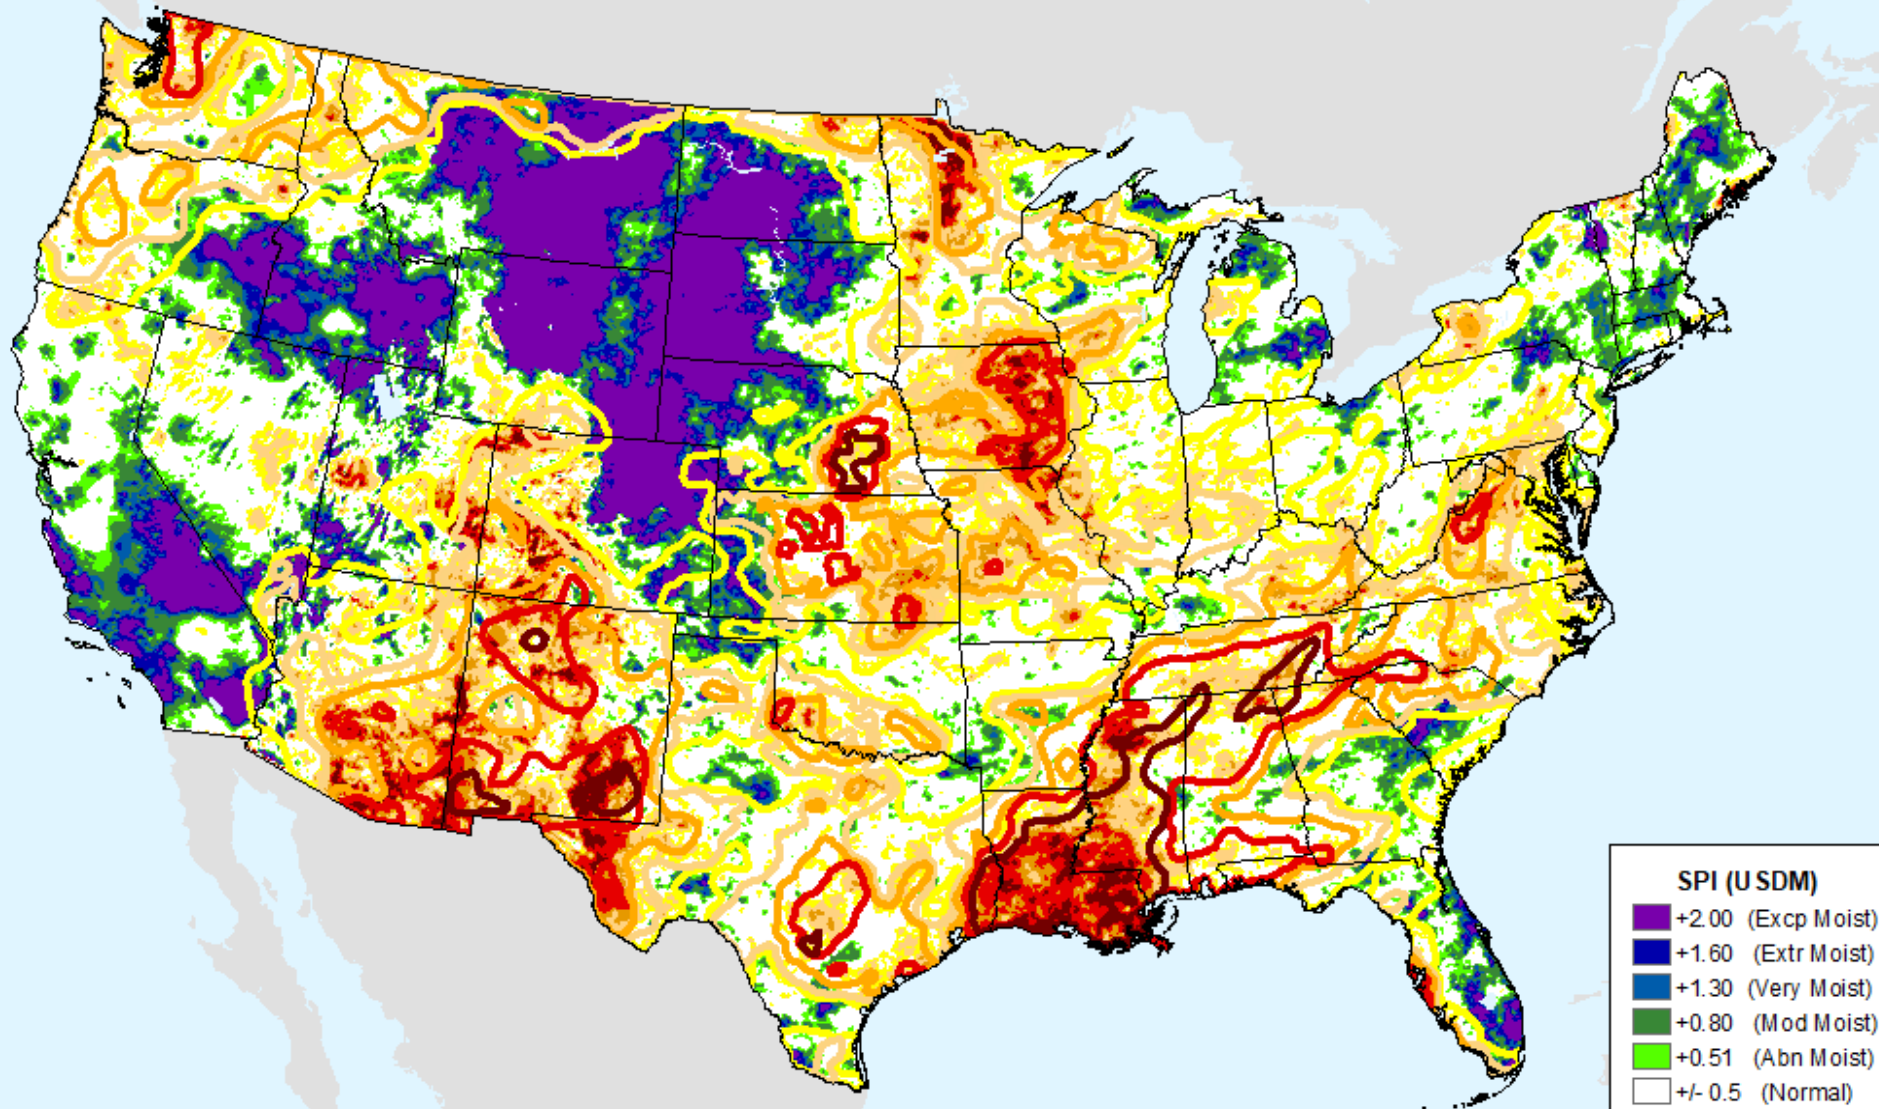 SPI (USDM)
+2.00 (Excp Moist)
+1.60 (Extr Moist)
+1.30 (Very Moist)
+0.80 (Mod Moist)
+0.51 (Abn Moist)
+/- 0.5 (Normal)